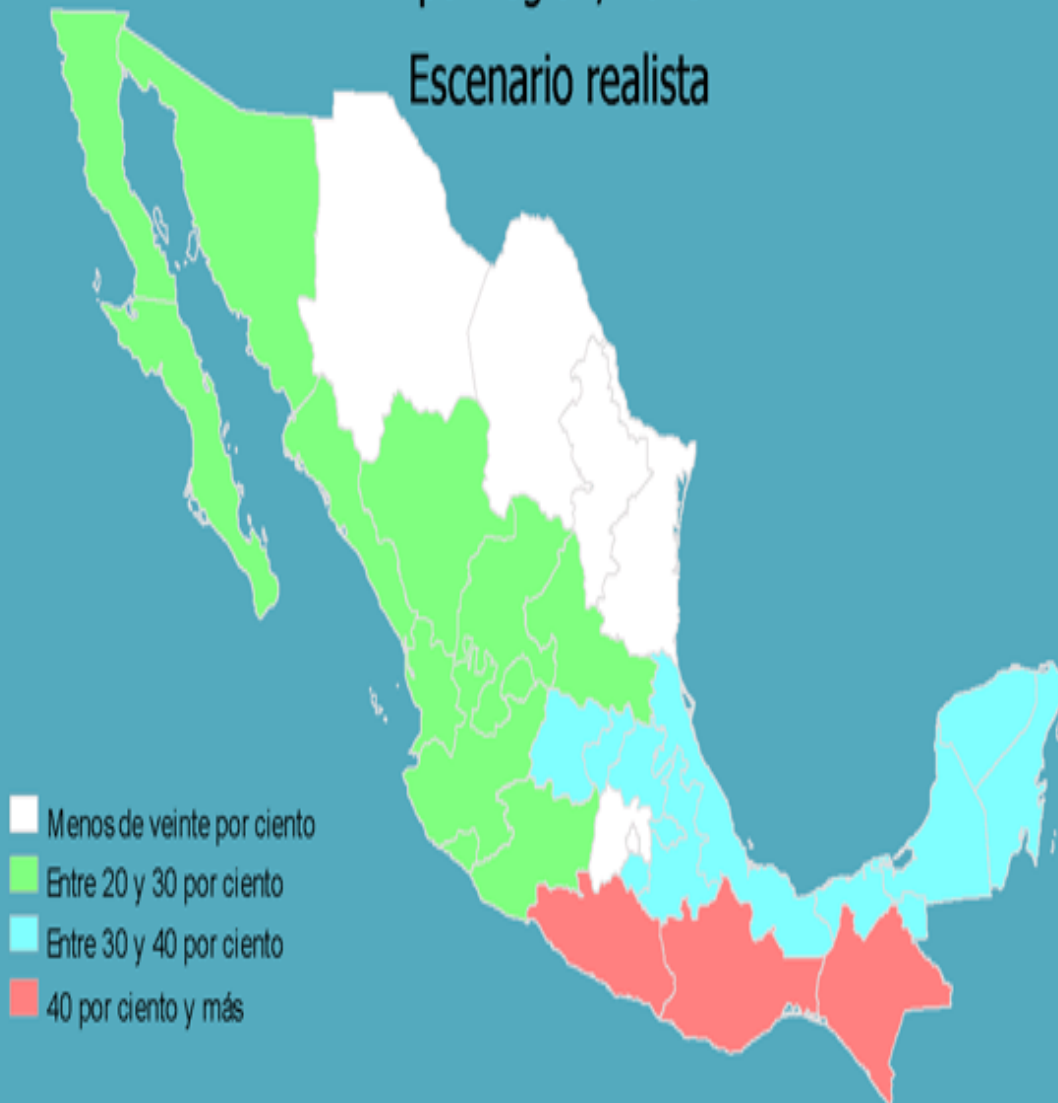 Escenario realista
Menos de veinte por ciento
Entre 20 y 30 por ciento
Entre 30 y 40 por ciento
40 por ciento y más